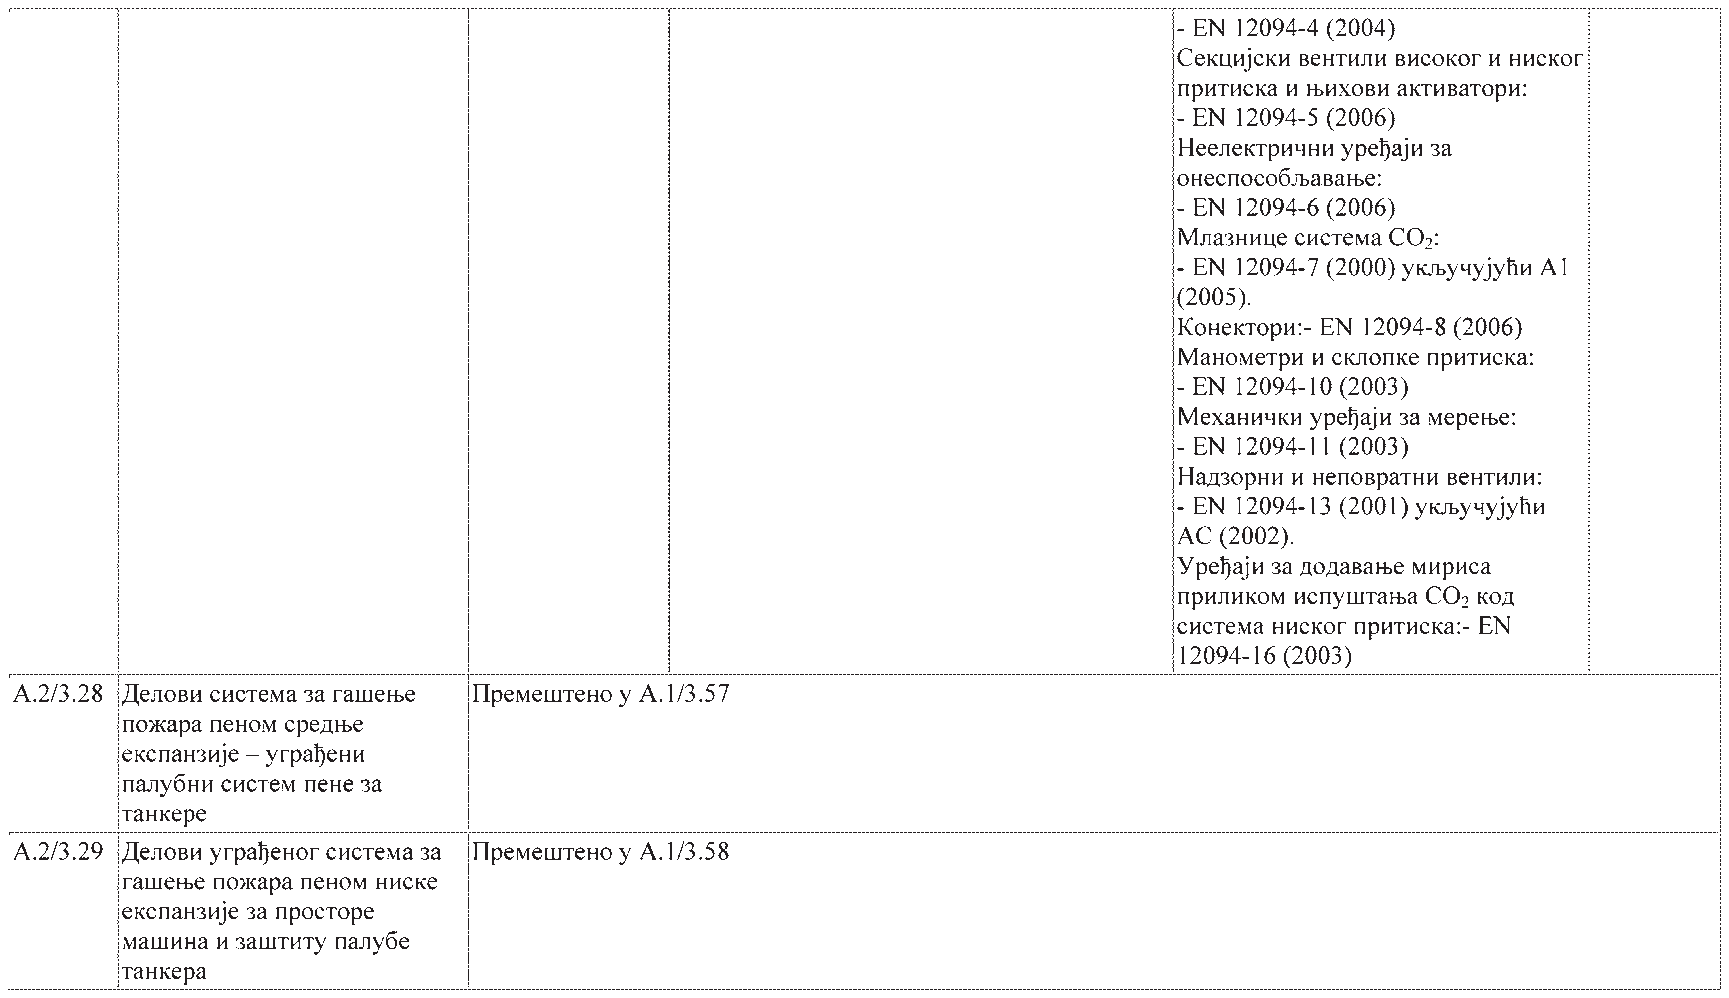 - EN 12094-4 (2004)
Секцијски вентили високог и ниског
притиска и њихови активатори:
- EN 12094-5 (2006)
Неелектрични уређаји за
онеспособљавање:
- EN 12094-6 (2006)
Млазнице система CO₂:
- EN 12094-7 (2000) укључујући А1
(2005).
Конектори:- EN 12094-8 (2006)
Манометри и склопке притиска:
- EN 12094-10 (2003)
Механички уређаји за мерење:
- EN 12094-11 (2003)
Надзорни и неповратни вентили:
- EN 12094-13 (2001) укључујући
АС (2002).
Уређаји за додавање мириса
приликом испуштања CO₂ код
система ниског притиска:- EN
12094-16 (2003)
А.2/3.28
Делови система за гашење
пожара пеном средње
експанзије – уграђени
палубни систем пене за
танкере
Премештено у А.1/3.57
А.2/3.29
Делови уграђеног система за
гашење пожара пеном ниске
експанзије за просторе
машина и заштиту палубе
танкера
Премештено у А.1/3.58